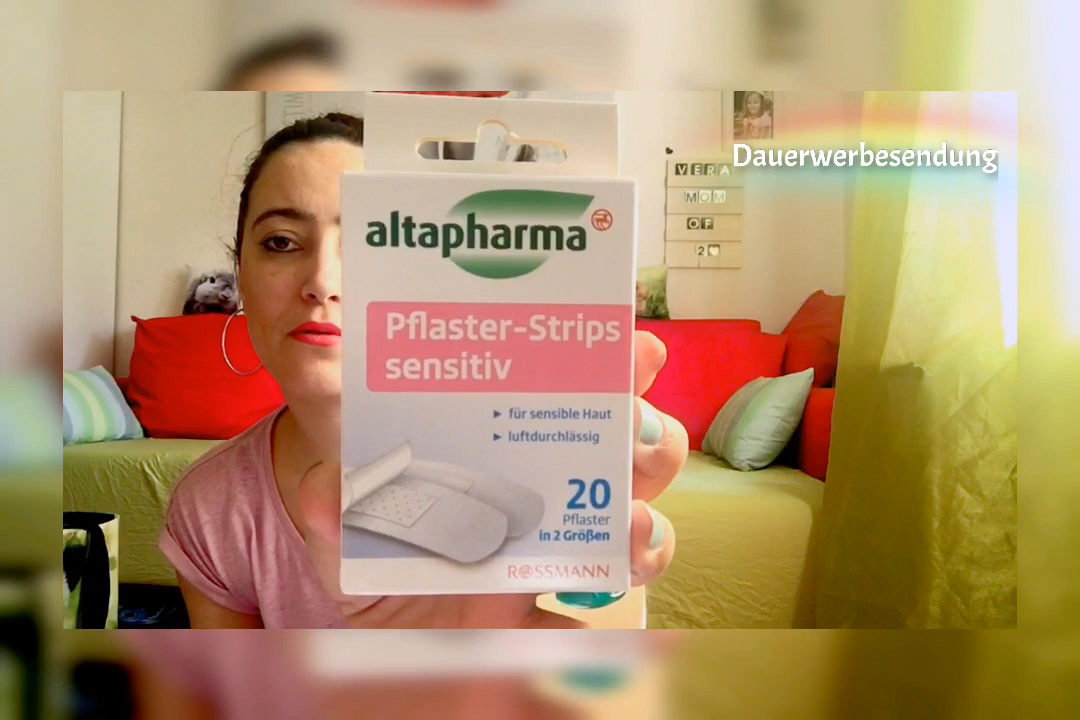 Dauerwerbesendung
VERA
MOM
OF
2♥
altapharma
Pflaster-Strips
sensitiv
► für sensible Haut
► luftdurchlässig
20
Pflaster
in 2 Größen
ROSSMANN